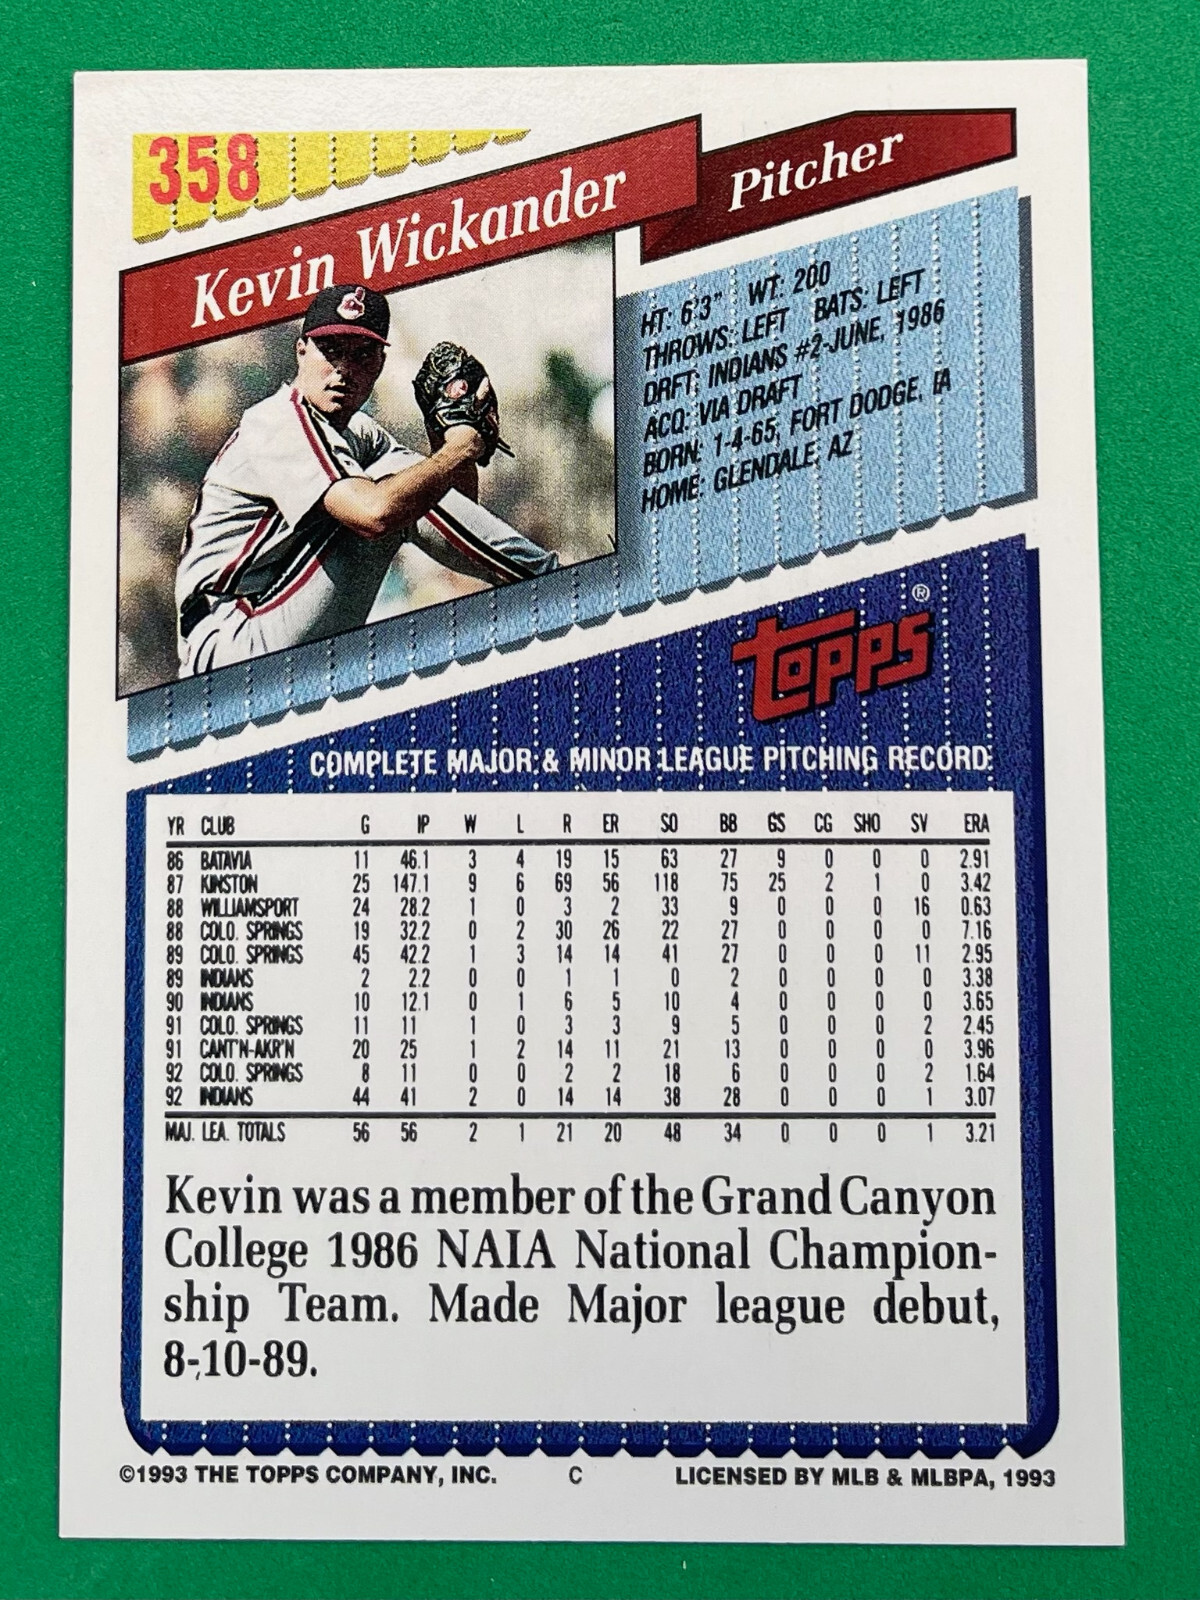 358
Kevin Wickander
Pitcher
HT: 6'3" WT: 200
THROWS: LEFT BATS: LEFT
DRFT: INDIANS #2-JUNE, 1986
ACQ: VIA DRAFT
BORN: 1-4-65, FORT DODGE, IA
HOME: GLENDALE, AZ
topps®
COMPLETE MAJOR & MINOR LEAGUE PITCHING RECORD
YR CLUB G IP W L R ER SO BB GS CG SHO SV ERA
86 BATAVIA 11 46.1 3 4 19 15 63 27 9 0 0 0 2.91
87 KINSTON 25 147.1 9 6 69 56 118 75 25 2 1 0 3.42
88 WILLIAMSPORT 24 28.2 1 0 3 2 33 9 0 0 0 16 0.63
88 COLO. SPRINGS 19 32.2 0 2 30 26 22 27 0 0 0 0 7.16
89 COLO. SPRINGS 45 42.2 1 3 14 14 41 27 0 0 0 11 2.95
89 INDIANS 2 2.2 0 0 1 1 0 2 0 0 0 0 3.38
90 INDIANS 10 12.1 0 1 6 5 10 4 0 0 0 0 3.65
91 COLO. SPRINGS 11 11 1 0 3 3 9 5 0 0 0 2 2.45
91 CANT'N-AKR'N 20 25 1 2 14 11 21 13 0 0 0 0 3.96
92 COLO. SPRINGS 8 11 0 0 2 2 18 6 0 0 0 2 1.64
92 INDIANS 44 41 2 0 14 14 38 28 0 0 0 1 3.07
MAJ. LEA. TOTALS 56 56 2 1 21 20 48 34 0 0 0 1 3.21
Kevin was a member of the Grand Canyon
College 1986 NAIA National Champion-
ship Team. Made Major league debut,
8-10-89.
©1993 THE TOPPS COMPANY, INC. C LICENSED BY MLB & MLBPA, 1993